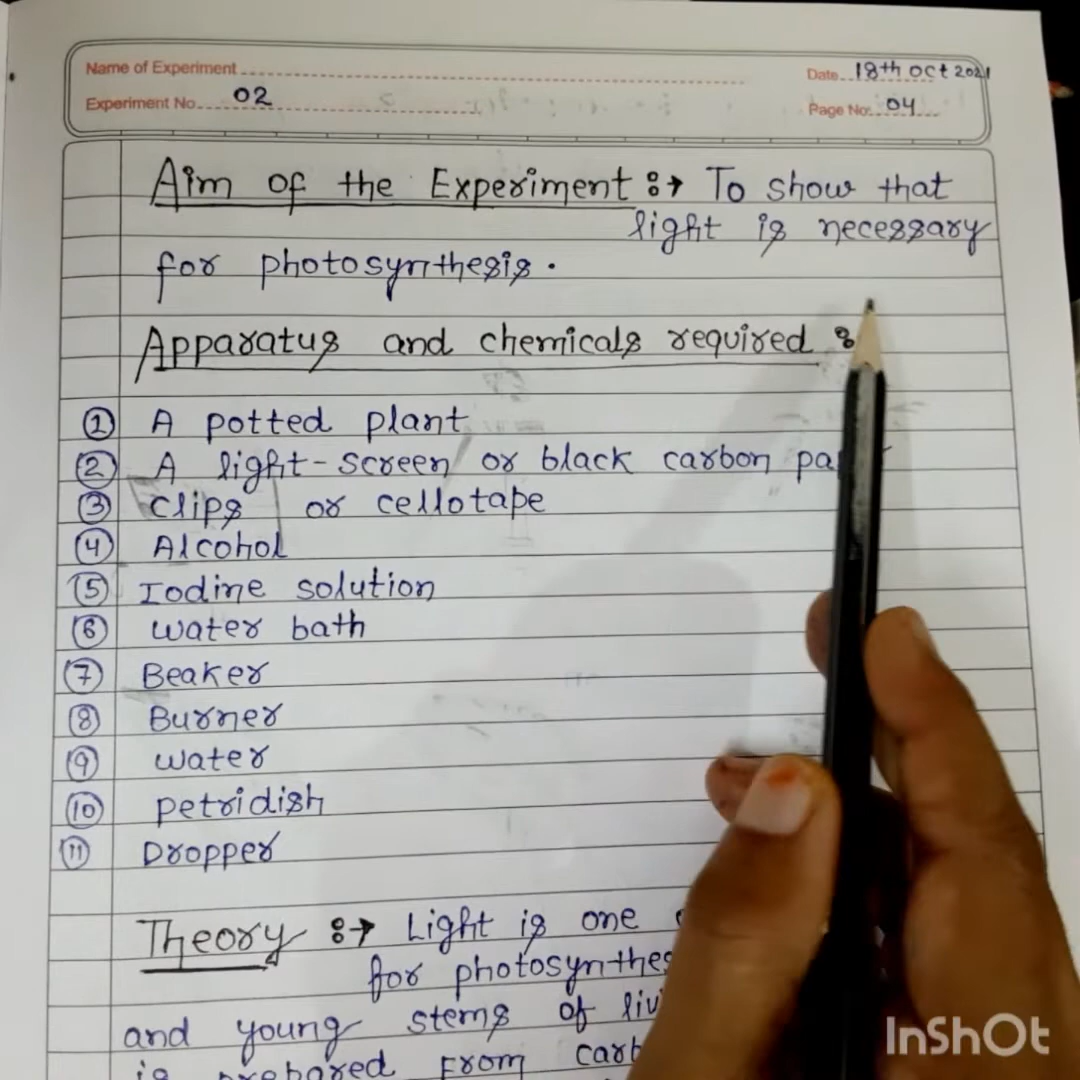 Name of Experiment
Date 18th oct 2021
Experiment No. 02
Page No. 04
Aim of the Experiment :→ To show that
light is necessary
for photosynthesis.
Apparatus and chemicals required :
① A potted plant
② A light-screen or black carbon
③ clips or cellotape
④ Alcohol
⑤ Iodine solution
⑥ water bath
⑦ Beaker
⑧ Burner
⑨ water
⑩ petridish
⑪ Dropper
Theory :→ Light is one
for
and young stems of
is prepared From
InShOt